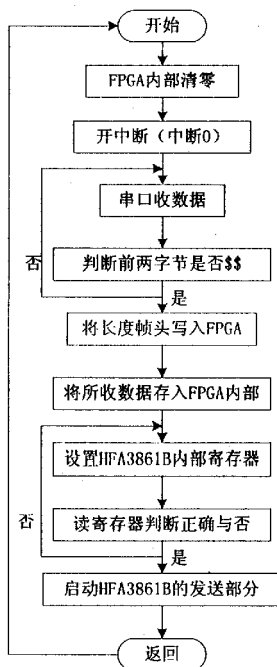 开始
FPGA内部清零
开中断（中断0）
串口收数据
否
判断前两字节是否$$
是
将长度帧头写入FPGA
将所收数据存入FPGA内部
设置HFA3861B内部寄存器
否
读寄存器判断正确与否
是
启动HFA3861B的发送部分
返回